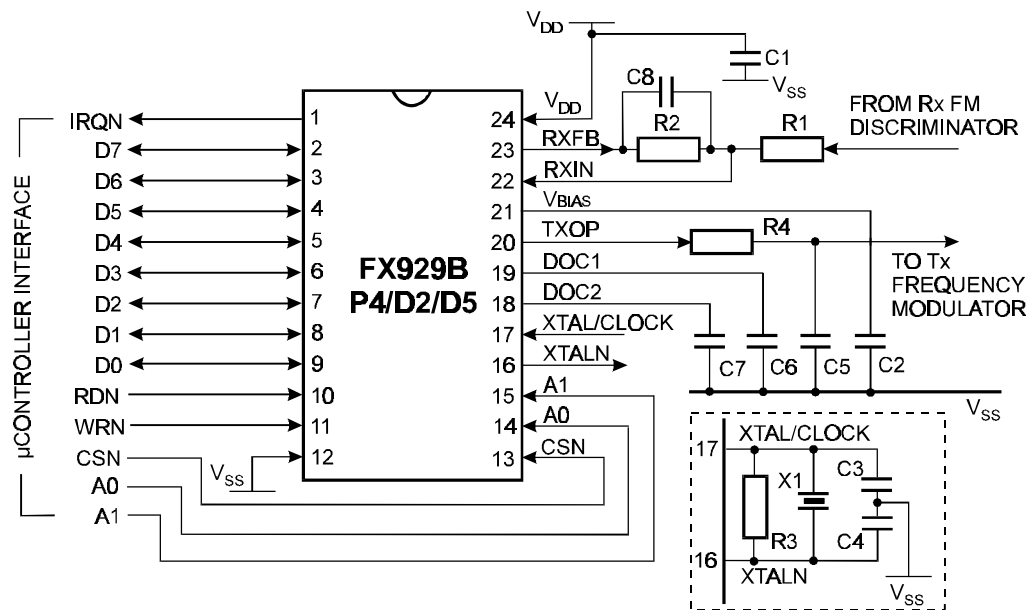 VDD
C1
VSS
C8
R2
R1
FROM Rx FM
DISCRIMINATOR
µCONTROLLER INTERFACE
IRQN
D7
D6
D5
D4
D3
D2
D1
D0
RDN
WRN
CSN
A0
A1
VSS
1
2
3
4
5
6
7
8
9
10
11
12
FX929B
P4/D2/D5
24
23
22
21
20
19
18
17
16
15
14
13
VDD
RXFB
RXIN
VBIAS
TXOP
DOC1
DOC2
XTAL/CLOCK
XTALN
A1
A0
CSN
R4
TO Tx
FREQUENCY
MODULATOR
C7
C6
C5
C2
VSS
17
XTAL/CLOCK
X1
C3
R3
C4
16
XTALN
VSS